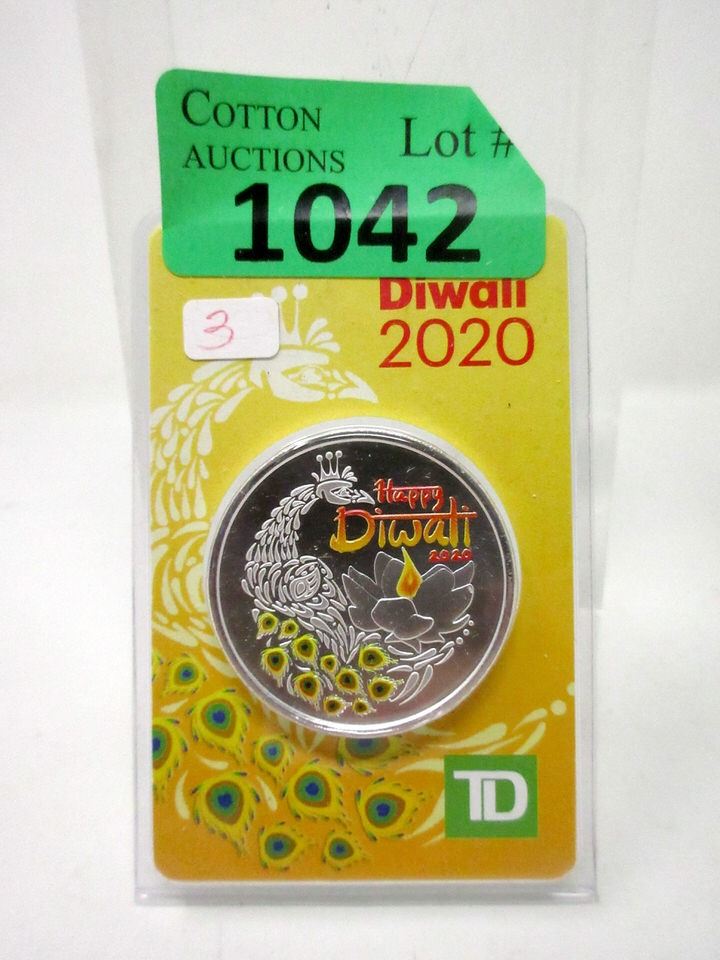 COTTON
AUCTIONS
Lot #
1042
Diwali
2020
3
Happy
Diwali
2020
TD